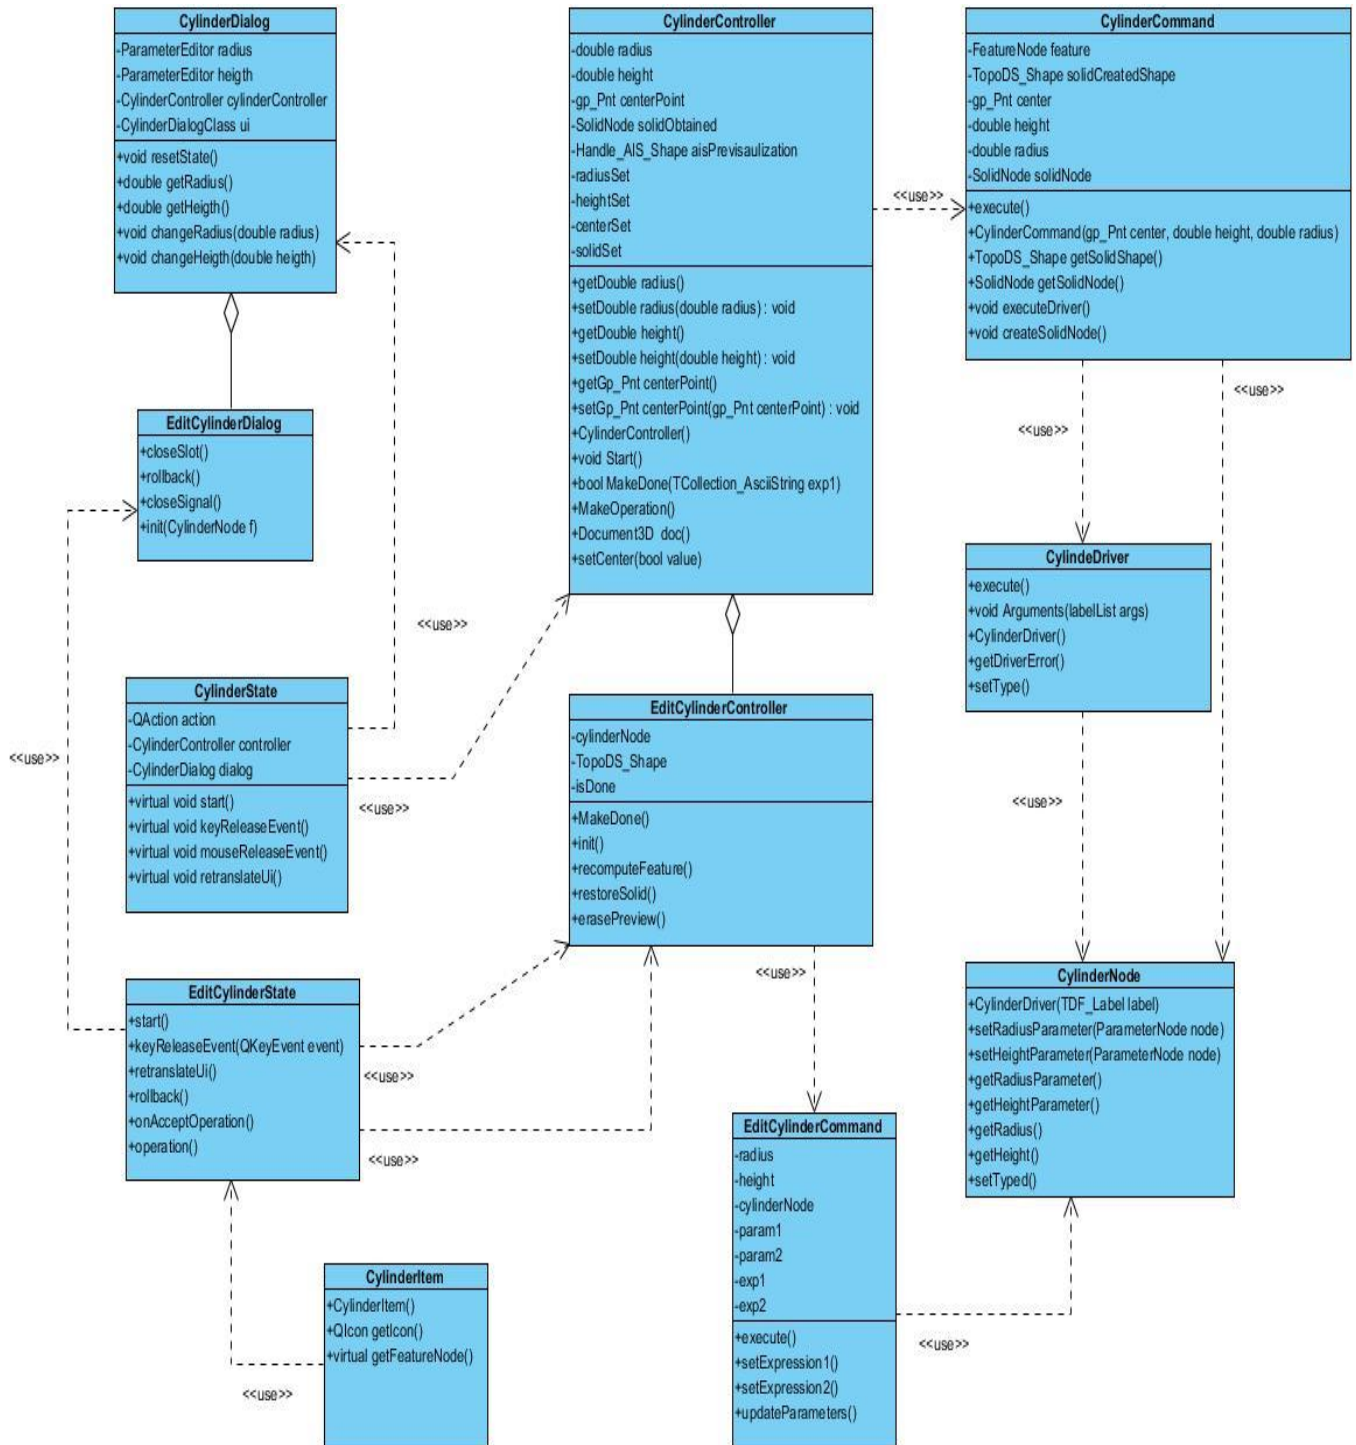 CylinderDialog
-ParameterEditor radius
-ParameterEditor heigth
-CylinderController cylinderController
-CylinderDialogClass ui
+void resetState()
+double getRadius()
+double getHeigth()
+void changeRadius(double radius)
+void changeHeigth(double heigth)
CylinderController
-double radius
-double height
-gp_Pnt centerPoint
-SolidNode solidObtained
-Handle_AIS_Shape aisPrevisaulization
-radiusSet
-heightSet
-centerSet
-solidSet
+getDouble radius()
+setDouble radius(double radius) : void
+getDouble height()
+setDouble height(double height) : void
+getGp_Pnt centerPoint()
+setGp_Pnt centerPoint(gp_Pnt centerPoint) : void
+CylinderController()
+void Start()
+bool MakeDone(TCollection_AsciiString exp1)
+MakeOperation()
+Document3D doc()
+setCenter(bool value)
<<use>>
CylinderCommand
-FeatureNode feature
-TopoDS_Shape solidCreatedShape
-gp_Pnt center
-double height
-double radius
-SolidNode solidNode
+execute()
+CylinderCommand(gp_Pnt center, double height, double radius)
+TopoDS_Shape getSolidShape()
+SolidNode getSolidNode()
+void executeDriver()
+void createSolidNode()
<<use>>
<<use>>
EditCylinderDialog
+closeSlot()
+rollback()
+closeSignal()
+init(CylinderNode f)
<<use>>
CylindeDriver
+execute()
+void Arguments(labelList args)
+CylinderDriver()
+getDriverError()
+setType()
CylinderState
-QAction action
-CylinderController controller
-CylinderDialog dialog
+virtual void start()
+virtual void keyReleaseEvent()
+virtual void mouseReleaseEvent()
+virtual void retranslateUi()
<<use>>
<<use>>
EditCylinderController
-cylinderNode
-TopoDS_Shape
-isDone
+MakeDone()
+init()
+recomputeFeature()
+restoreSolid()
+erasePreview()
<<use>>
<<use>>
EditCylinderState
+start()
+keyReleaseEvent(QKeyEvent event)
+retranslateUi()
+rollback()
+onAcceptOperation()
+operation()
<<use>>
<<use>>
CylinderNode
+CylinderDriver(TDF_Label label)
+setRadiusParameter(ParameterNode node)
+setHeightParameter(ParameterNode node)
+getRadiusParameter()
+getHeightParameter()
+getRadius()
+getHeight()
+setTyped()
EditCylinderCommand
-radius
-height
-cylinderNode
-param1
-param2
-exp1
-exp2
+execute()
+setExpression1()
+setExpression2()
+updateParameters()
<<use>>
CylinderItem
+CylinderItem()
+QIcon getIcon()
+virtual getFeatureNode()
<<use>>